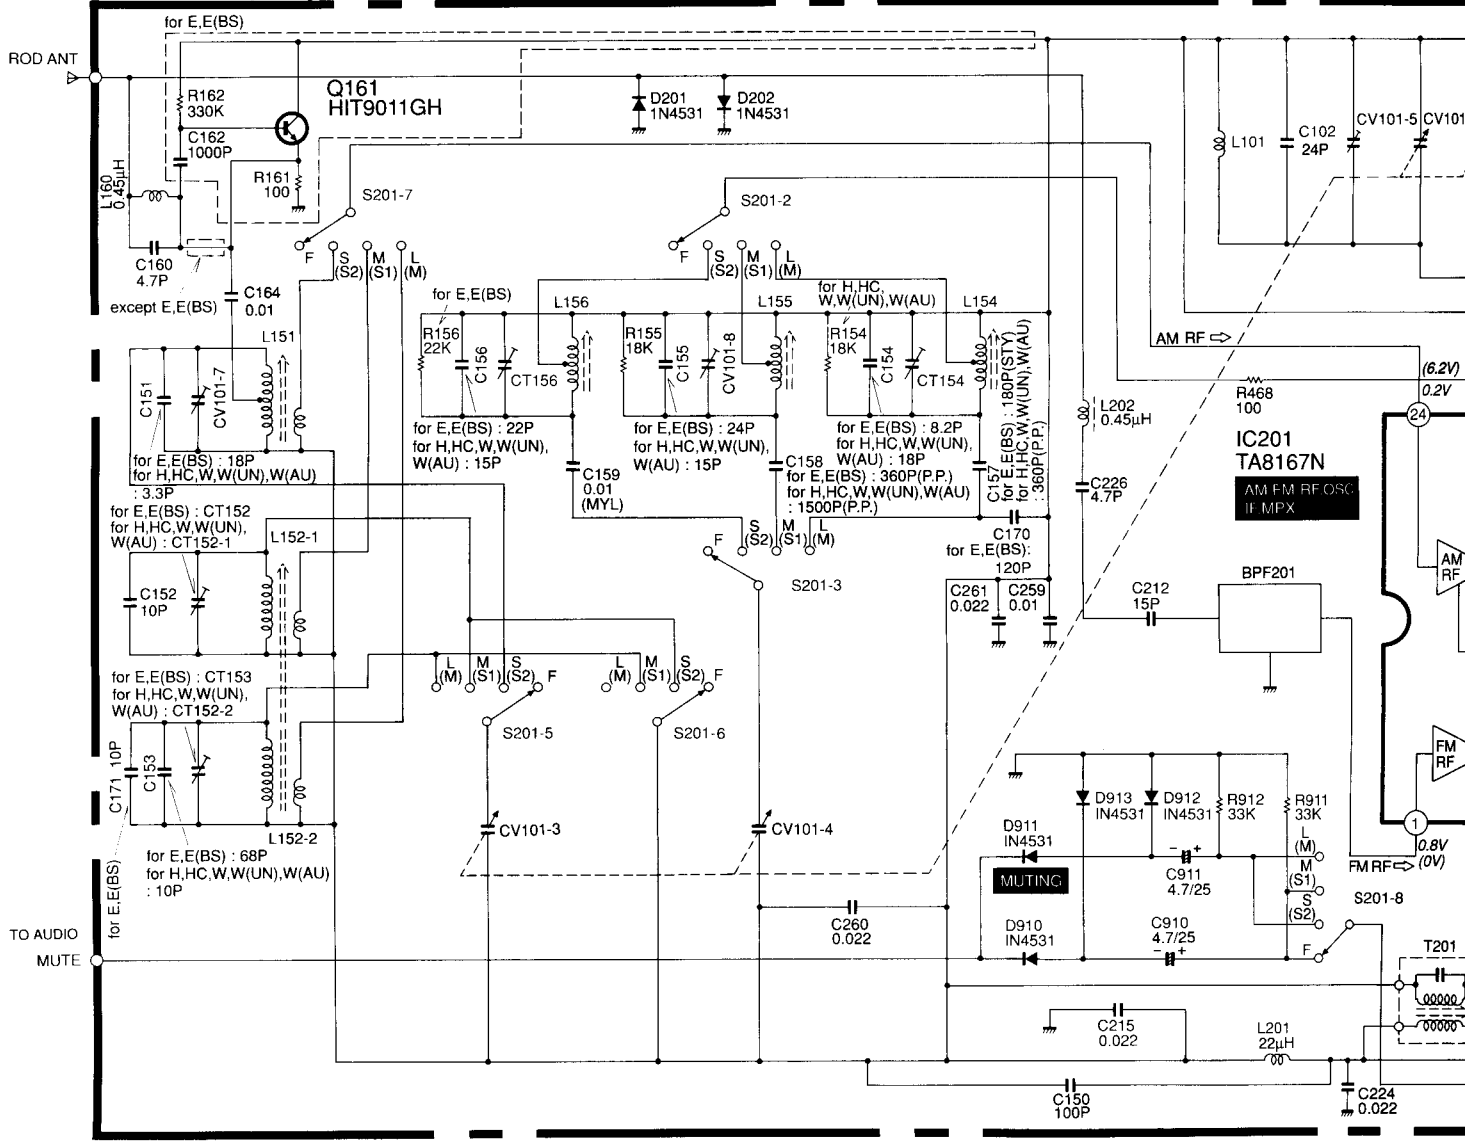 for E,E(BS)
ROD ANT
Q161
HIT9011GH
R162
330K
C162
1000P
R161
100
L160
0.45µH
C160
4.7P
except E,E(BS)
C164
0.01
D201
1N4531
D202
1N4531
L101
C102
24P
CV101-5
CV101
S201-7
F
S
(S2)
M
(S1)
L
(M)
S201-2
F
S
(S2)
M
(S1)
L
(M)
for E,E(BS)
R156
22K
C156
CT156
L156
R155
18K
C155
CV101-8
L155
for H,HC,
W,W(UN),W(AU)
R154
18K
C154
CT154
L154
AM RF
(6.2V)
0.2V
R468
100
24
L151
C151
CV101-7
for E,E(BS) : 18P
for H,HC,W,W(UN),W(AU)
: 3.3P
for E,E(BS) : 22P
for H,HC,W,W(UN),
W(AU) : 15P
for E,E(BS) : 24P
for H,HC,W,W(UN),
W(AU) : 15P
for E,E(BS) : 8.2P
for H,HC,W,W(UN),
W(AU) : 18P
C159
0.01
(MYL)
C158
for E,E(BS) : 360P(P.P.)
for H,HC,W,W(UN),W(AU)
: 1500P(P.P.)
C157
for E,E(BS) : 180P(STY)
for H,HC,W,W(UN),W(AU)
: 360P(P.P.)
L202
0.45µH
C226
4.7P
IC201
TA8167N
AM FM RF,OSC
IF MPX
for E,E(BS) : CT152
for H,HC,W,W(UN),
W(AU) : CT152-1
L152-1
C152
10P
F
S
(S2)
M
(S1)
L
(M)
S201-3
C170
for E,E(BS):
120P
C261
0.022
C259
0.01
C212
15P
BPF201
AM
RF
for E,E(BS) : CT153
for H,HC,W,W(UN),
W(AU) : CT152-2
L
(M)
M
(S1)
S
(S2)
F
S201-5
L
(M)
M
(S1)
S
(S2)
F
S201-6
C171 10P
C153
L152-2
for E,E(BS)
for E,E(BS) : 68P
for H,HC,W,W(UN),W(AU)
: 10P
CV101-3
CV101-4
D913
IN4531
D912
IN4531
R912
33K
R911
33K
FM
RF
1
0.8V
(0V)
FM RF
D911
IN4531
MUTING
C911
4.7/25
- +
L
(M)
M
(S1)
S
(S2)
F
S201-8
D910
IN4531
C910
4.7/25
- +
TO AUDIO
MUTE
C260
0.022
T201
C215
0.022
L201
22µH
C150
100P
C224
0.022